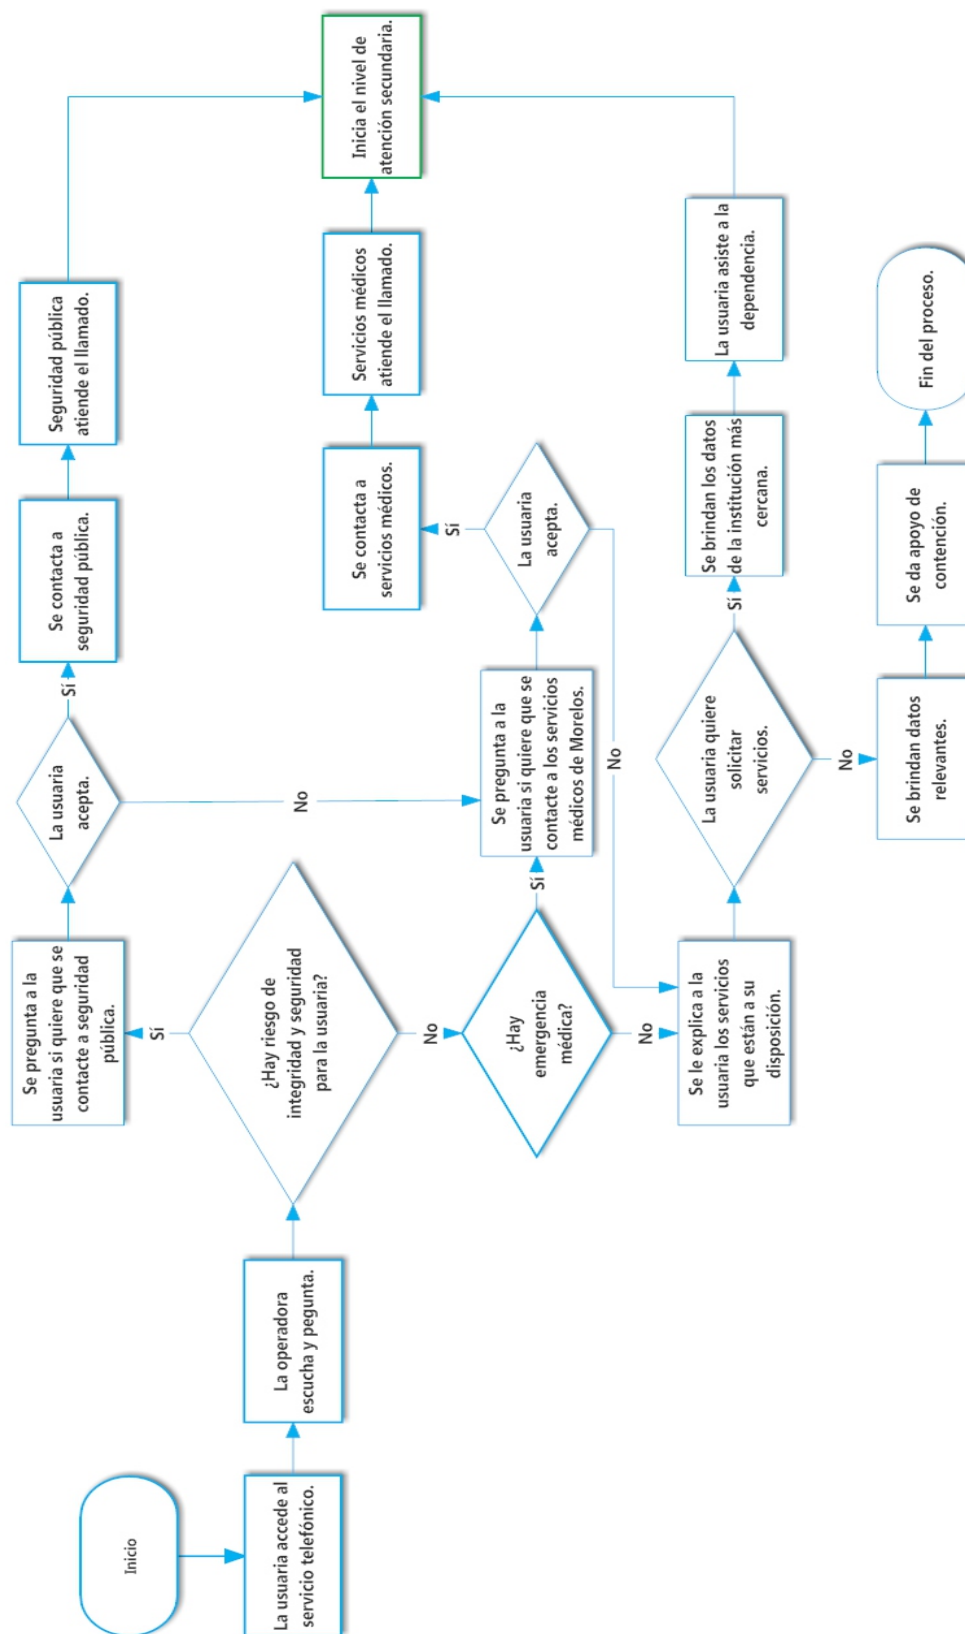 Inicio
La usuaria accede al
servicio telefónico.
La operadora
escucha y pegunta.
¿Hay riesgo de
integridad y seguridad
para la usuaria?
Sí
No
Se pregunta a la
usuaria si quiere que se
contacte a seguridad
pública.
La usuaria
acepta.
Sí
No
Se contacta a
seguridad pública.
Seguridad pública
atiende el llamado.
Inicia el nivel de
atención secundaria.
¿Hay
emergencia
médica?
Sí
No
Se pregunta a la
usuaria si quiere que se
contacte a los servicios
médicos de Morelos.
La usuaria
acepta.
Sí
No
Se contacta a
servicios médicos.
Servicios médicos
atiende el llamado.
Se le explica a la
usuaria los servicios
que están a su
disposición.
La usuaria quiere
solicitar
servicios.
Sí
No
Se brindan los datos
de la institución más
cercana.
La usuaria asiste a la
dependencia.
Se brindan datos
relevantes.
Se da apoyo de
contención.
Fin del proceso.